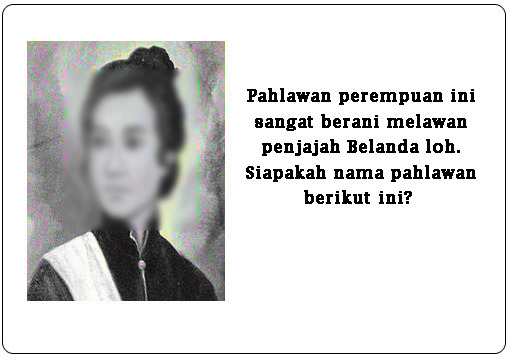 Pahlawan perempuan ini
sangat berani melawan
penjajah Belanda loh.
Siapakah nama pahlawan
berikut ini?